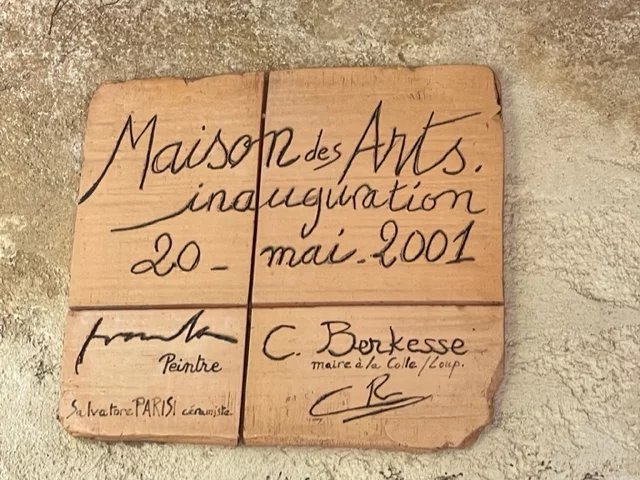 Maison des Arts.
inauguration
20 - mai. 2001
Peintre
Salvatore PARISI céramiste
C. Berkesse
maire à la Colle/Loup.